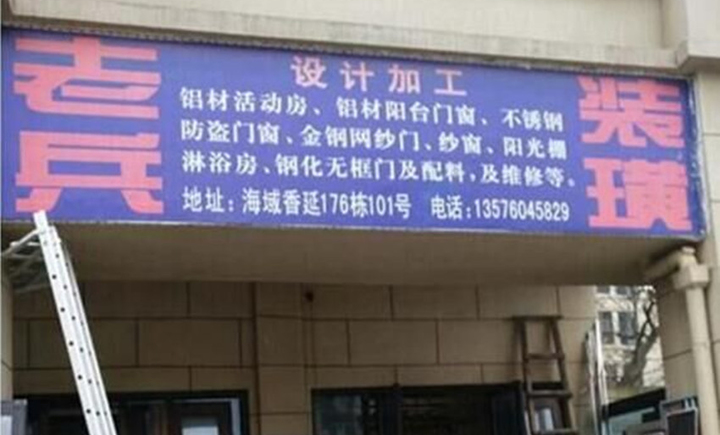 老兵
装璜
设计加工
铝材活动房、铝材阳台门窗、不锈钢
防盗门窗、金钢网纱门、纱窗、阳光棚
淋浴房、钢化无框门及配料,及维修等。
地址:海域香延176栋101号 电话:13576045829